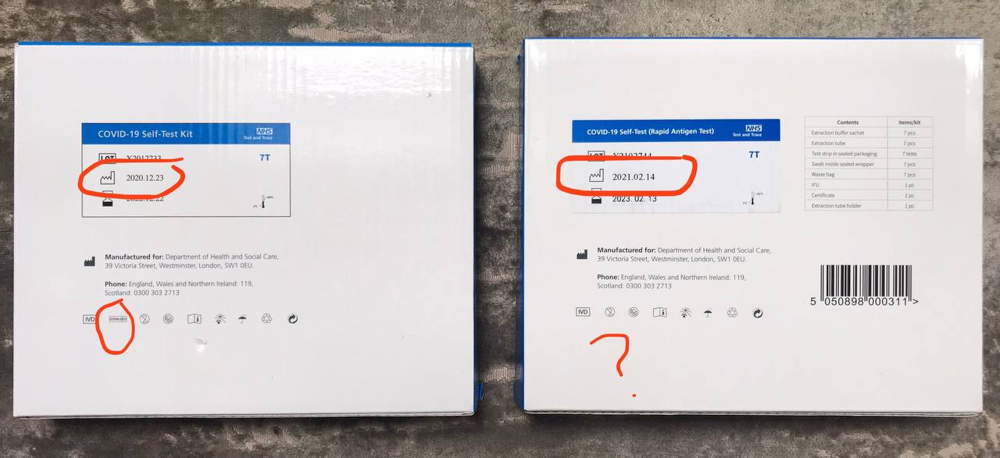 COVID-19 Self-Test Kit
NHS
Test and Trace
LOT X2012733
7T
2020.12.23
2022.12.22
Manufactured for: Department of Health and Social Care,
39 Victoria Street, Westminster, London, SW1 0EU.
Phone: England, Wales and Northern Ireland: 119,
Scotland: 0300 303 2713
IVD
COVID-19 Self-Test (Rapid Antigen Test)
NHS
Test and Trace
LOT X2102744
7T
2021.02.14
2023. 02. 13
Manufactured for: Department of Health and Social Care,
39 Victoria Street, Westminster, London, SW1 0EU.
Phone: England, Wales and Northern Ireland: 119,
Scotland: 0300 303 2713
IVD
?
Contents Items/kit
Extraction buffer sachet 7 pcs
Extraction tube 7 pcs
Test strip in sealed packaging 7 tests
Swab inside sealed wrapper 7 pcs
Waste bag 7 pcs
IFU 1 pc
Certificate 1 pc
Extraction tube holder 1 pc
5 050898 000311 >